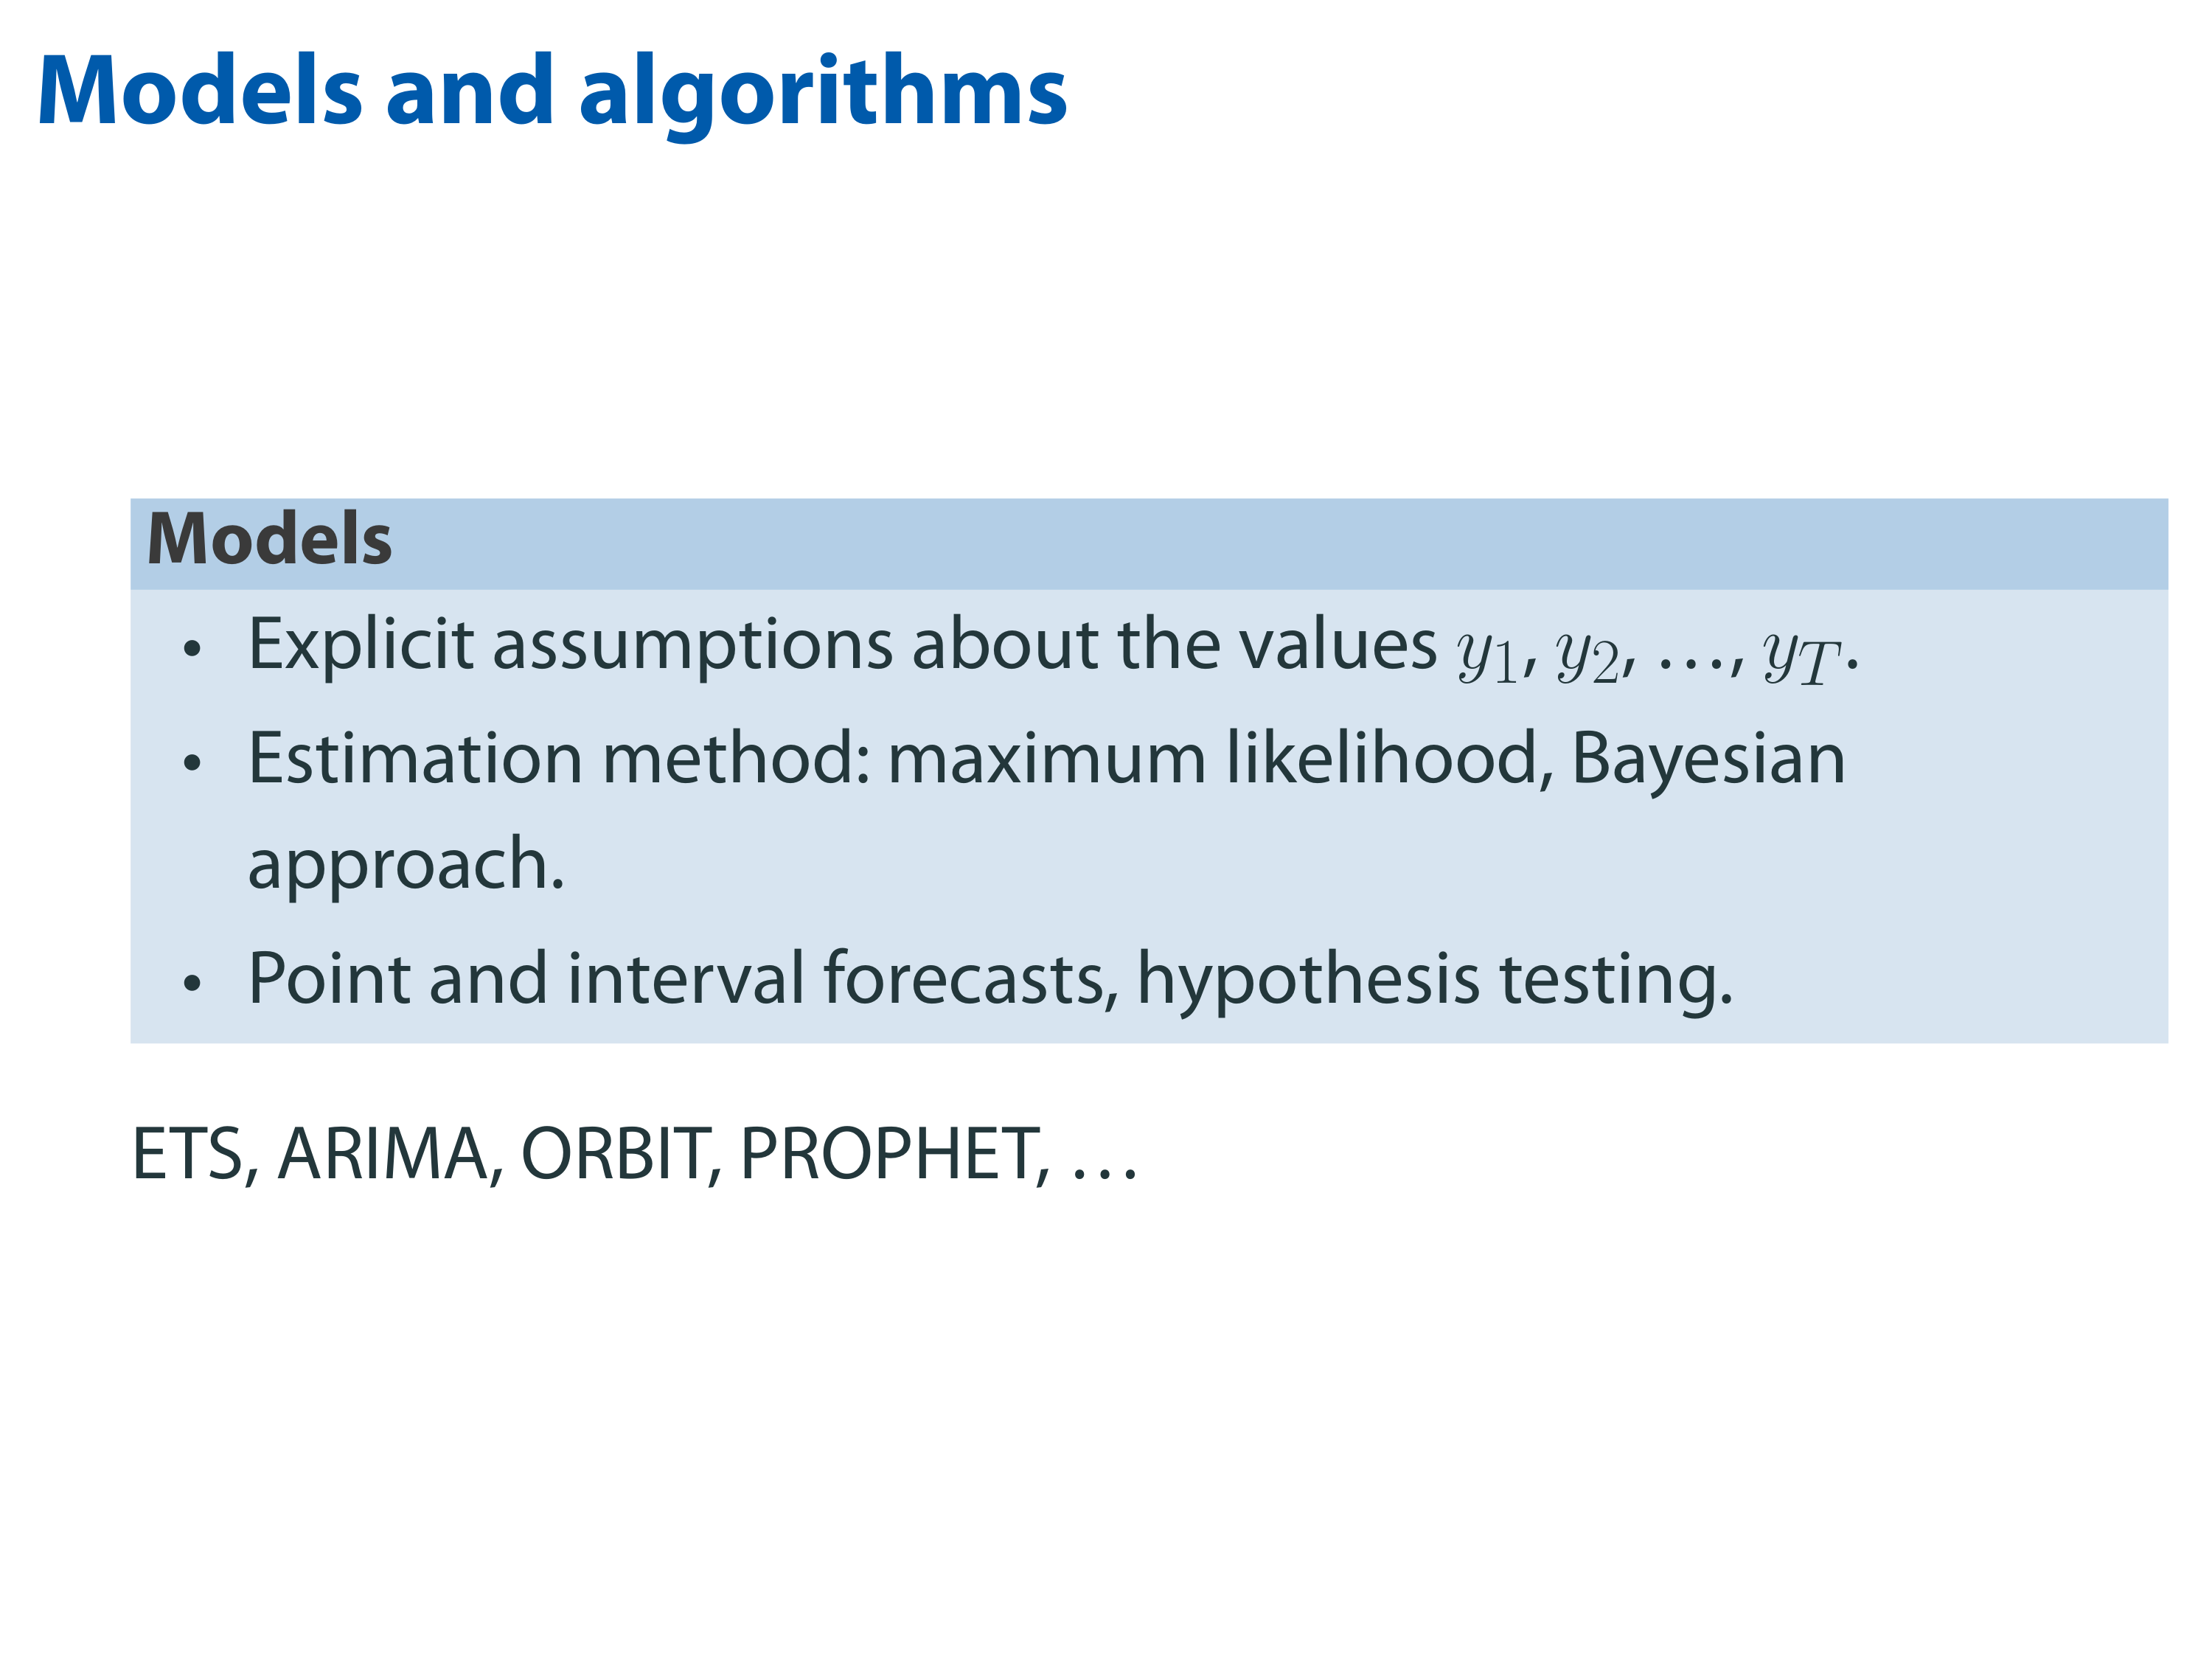 Models and algorithms
Models
• Explicit assumptions about the values y₁, y₂, …, y_T.
• Estimation method: maximum likelihood, Bayesian
approach.
• Point and interval forecasts, hypothesis testing.
ETS, ARIMA, ORBIT, PROPHET, …